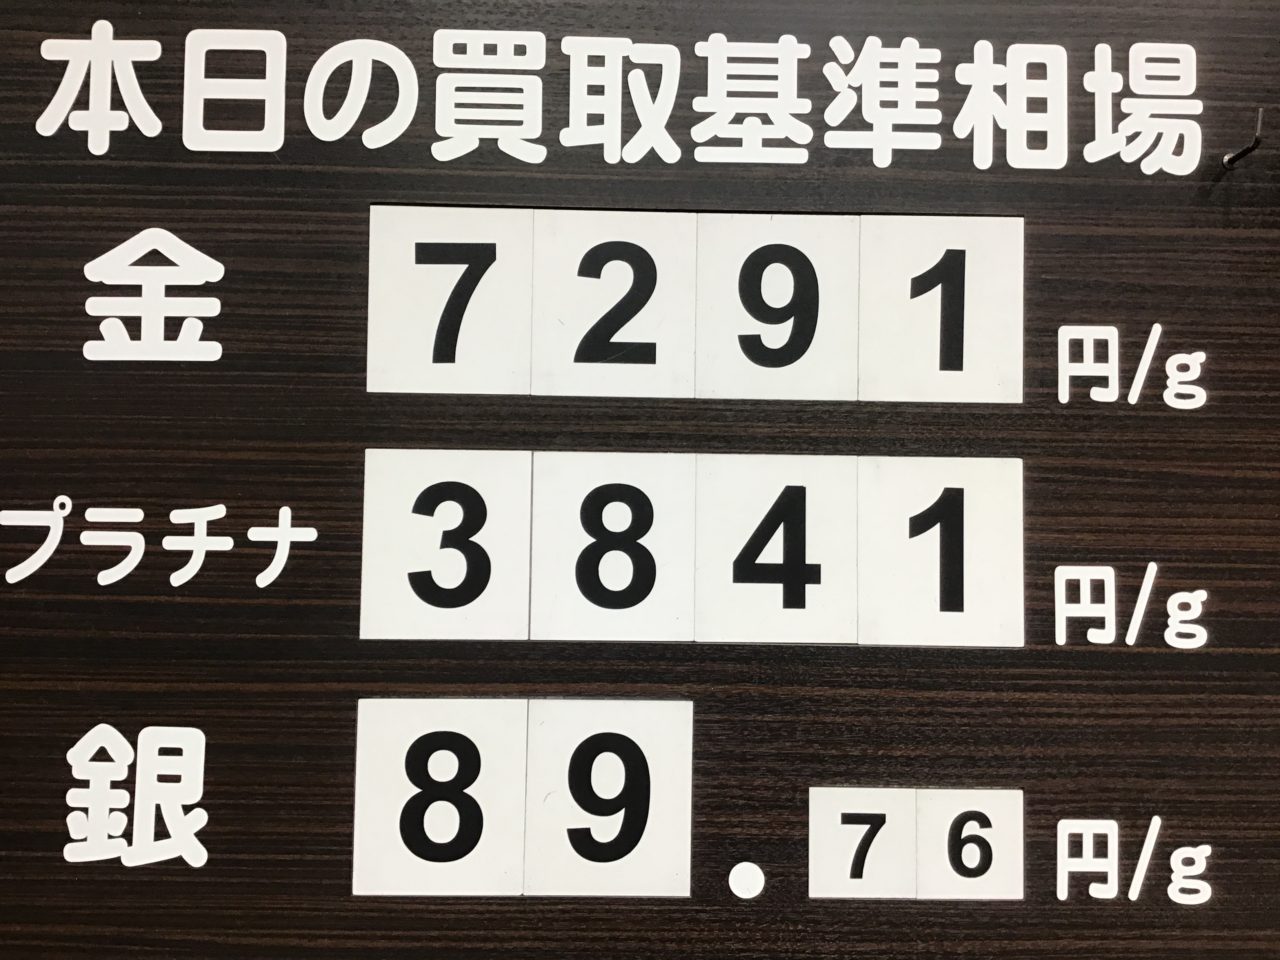 本日の買取基準相場
金 7291 円/g
プラチナ 3841 円/g
銀 89.76 円/g